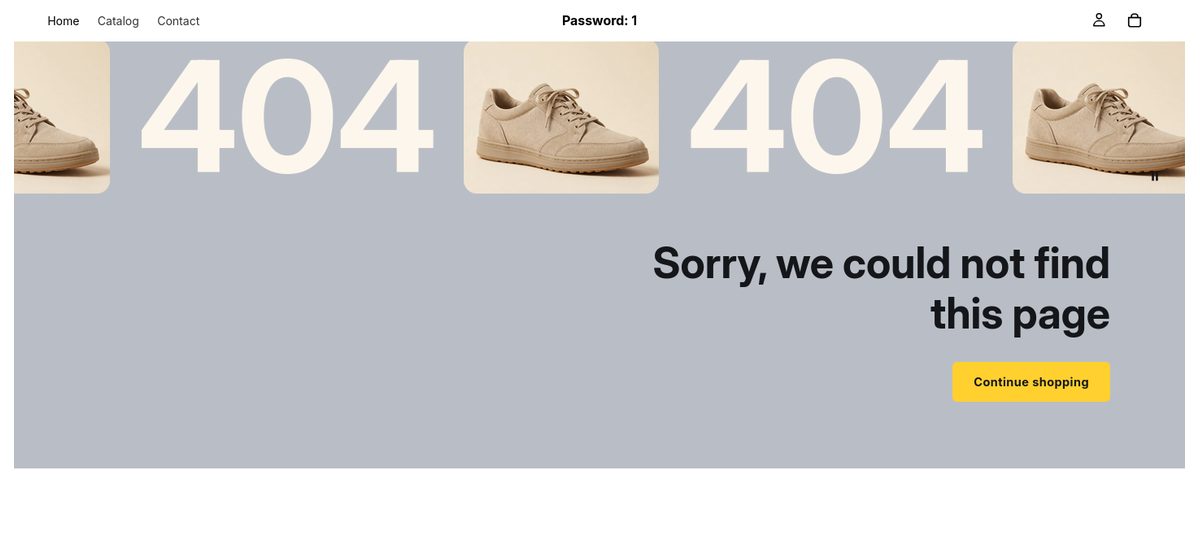 Home Catalog Contact Password: 1
404 404
Sorry, we could not find
this page
Continue shopping